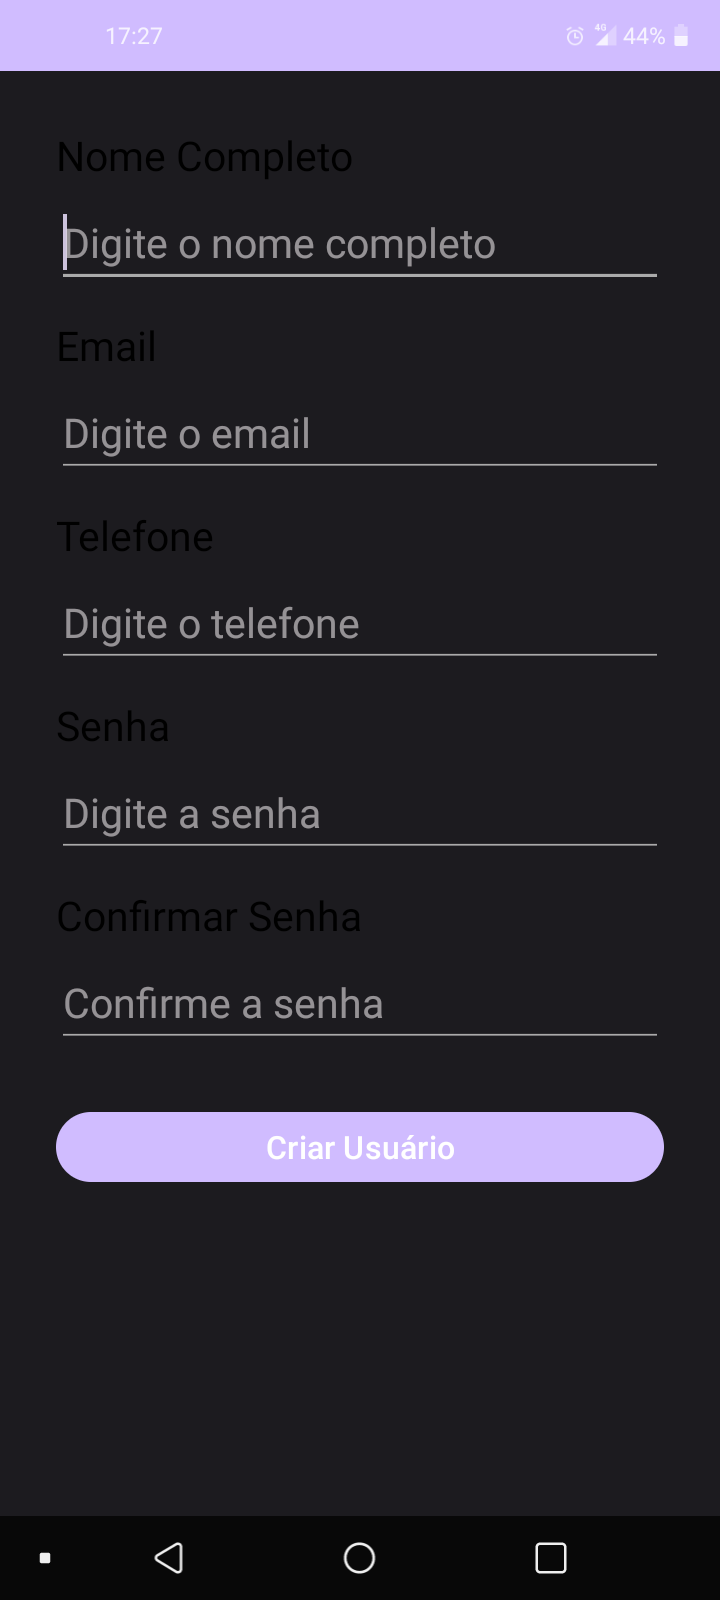 17:27
4G 44%
Nome Completo
Digite o nome completo
Email
Digite o email
Telefone
Digite o telefone
Senha
Digite a senha
Confirmar Senha
Confirme a senha
Criar Usuário